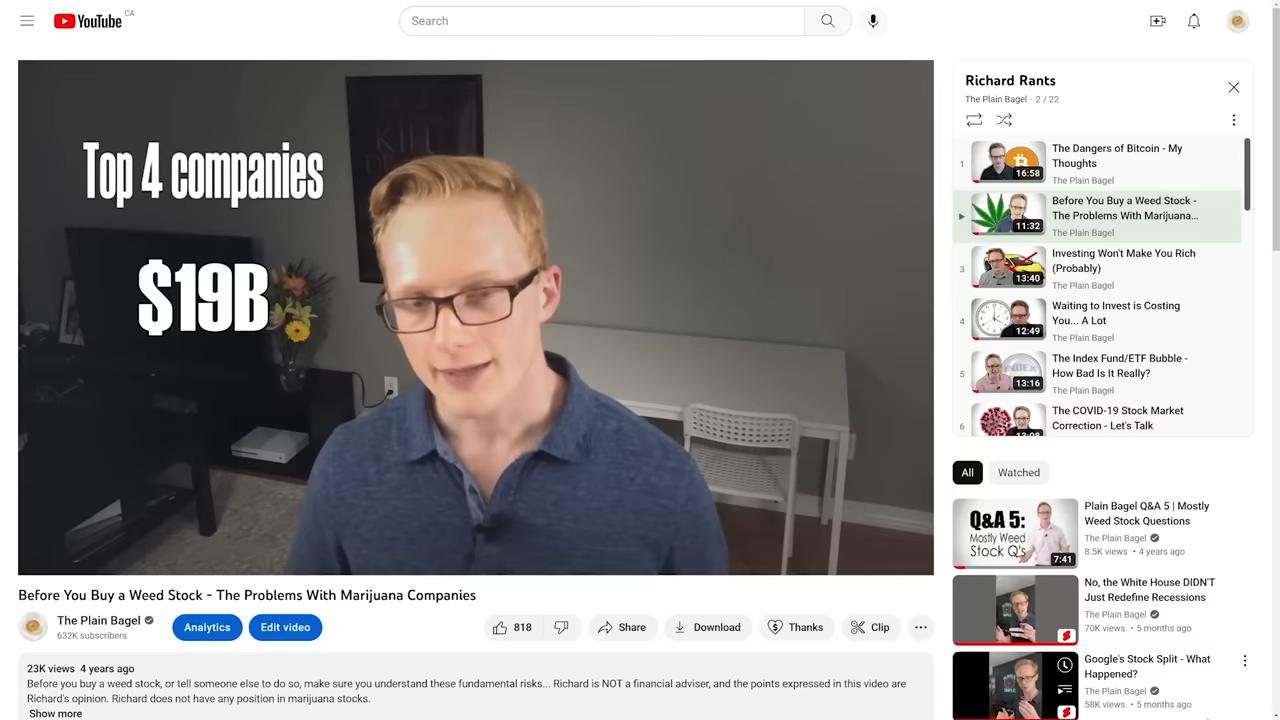 YouTube CA
Search
Top 4 companies
$19B
Richard Rants
The Plain Bagel - 2 / 22
1
16:58
The Dangers of Bitcoin - My
Thoughts
The Plain Bagel
11:32
Before You Buy a Weed Stock -
The Problems With Marijuana...
The Plain Bagel
3
13:40
Investing Won't Make You Rich
(Probably)
The Plain Bagel
4
12:49
Waiting to Invest is Costing
You... A Lot
The Plain Bagel
5
13:16
The Index Fund/ETF Bubble -
How Bad Is It Really?
The Plain Bagel
6
The COVID-19 Stock Market
Correction - Let's Talk
All
Watched
Q&A 5:
Mostly
Weed
Stock Q's
7:41
Plain Bagel Q&A 5 | Mostly
Weed Stock Questions
The Plain Bagel
8.5K views • 4 years ago
No, the White House DIDN'T
Just Redefine Recessions
The Plain Bagel
70K views • 5 months ago
Google's Stock Split - What
Happened?
The Plain Bagel
58K views • 5 months ago
Before You Buy a Weed Stock - The Problems With Marijuana Companies
The Plain Bagel
632K subscribers
Analytics
Edit video
818
Share
Download
Thanks
Clip
23K views 4 years ago
Before you buy a weed stock, or tell someone else to do so, make sure you understand these fundamental risks... Richard is NOT a financial adviser, and the points expressed in this video are
Richard's opinion. Richard does not have any position in marijuana stocks.
Show more